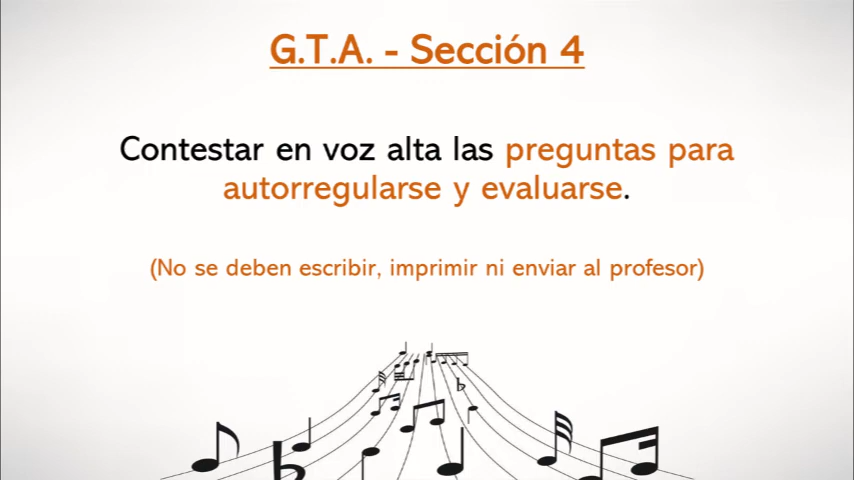 G.T.A. - Sección 4
Contestar en voz alta las preguntas para
autorregularse y evaluarse.
(No se deben escribir, imprimir ni enviar al profesor)